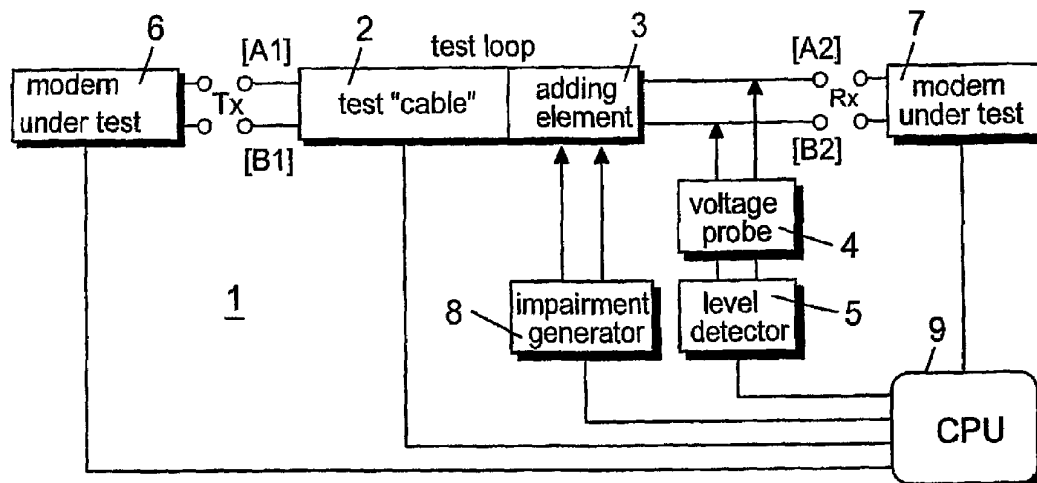 6
[A1]
2
test loop
3
[A2]
7
modem
under test
Tx
test "cable"
adding
element
Rx
modem
under test
[B1]
[B2]
voltage
probe
4
1
8
impairment
generator
level
detector
5
9
CPU